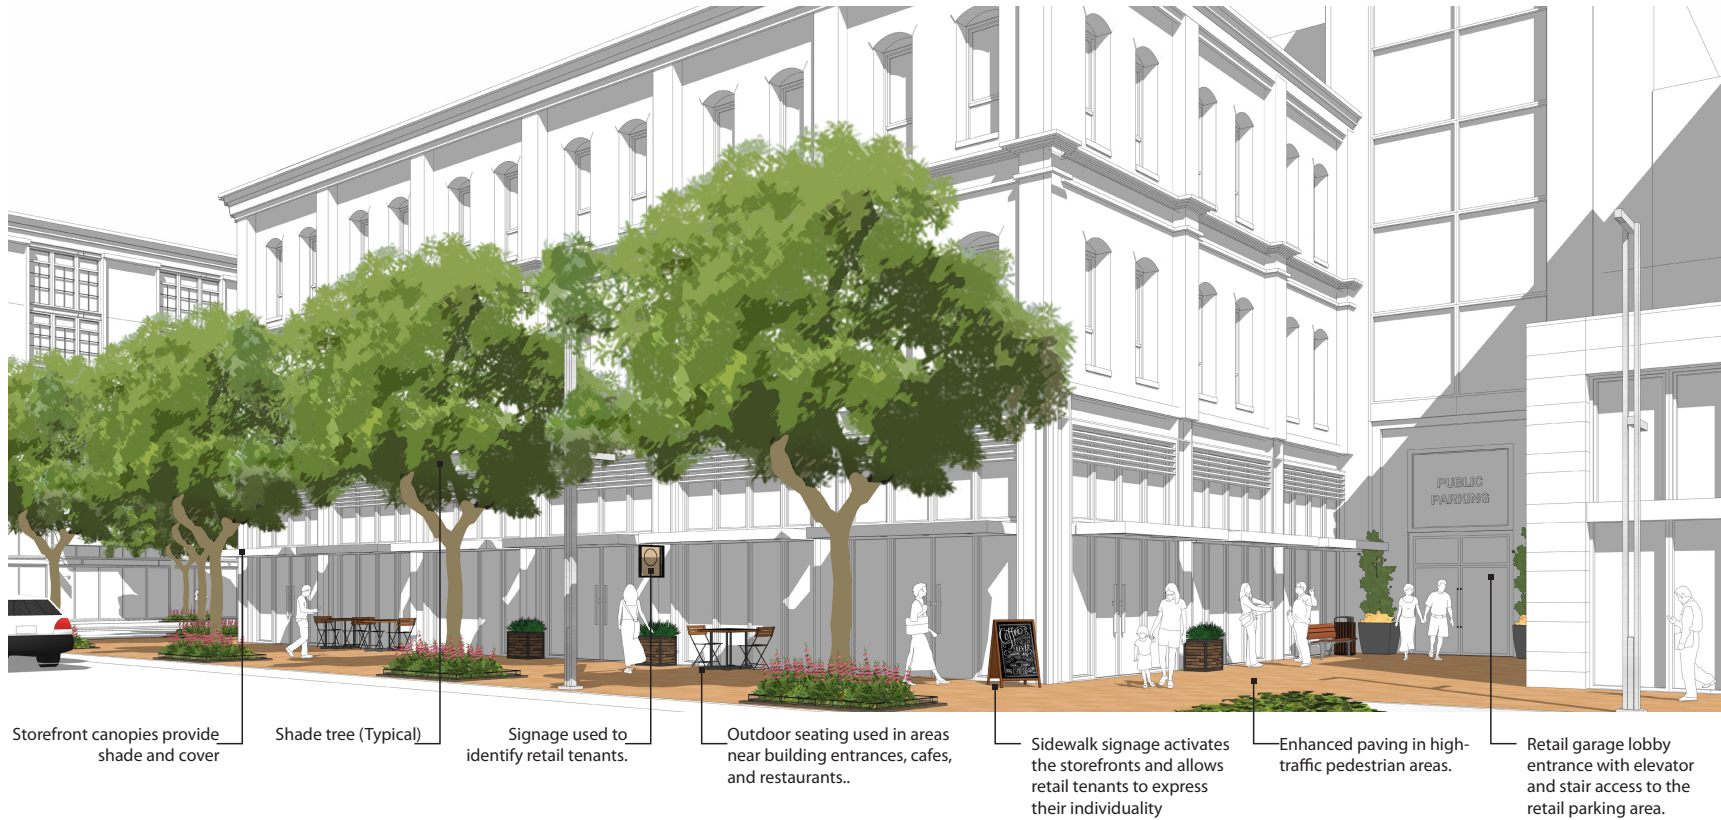 PUBLIC
PARKING
Coffee
Storefront canopies provide
shade and cover
Shade tree (Typical)
Signage used to
identify retail tenants.
Outdoor seating used in areas
near building entrances, cafes,
and restaurants..
Sidewalk signage activates
the storefronts and allows
retail tenants to express
their individuality
Enhanced paving in high-
traffic pedestrian areas.
Retail garage lobby
entrance with elevator
and stair access to the
retail parking area.